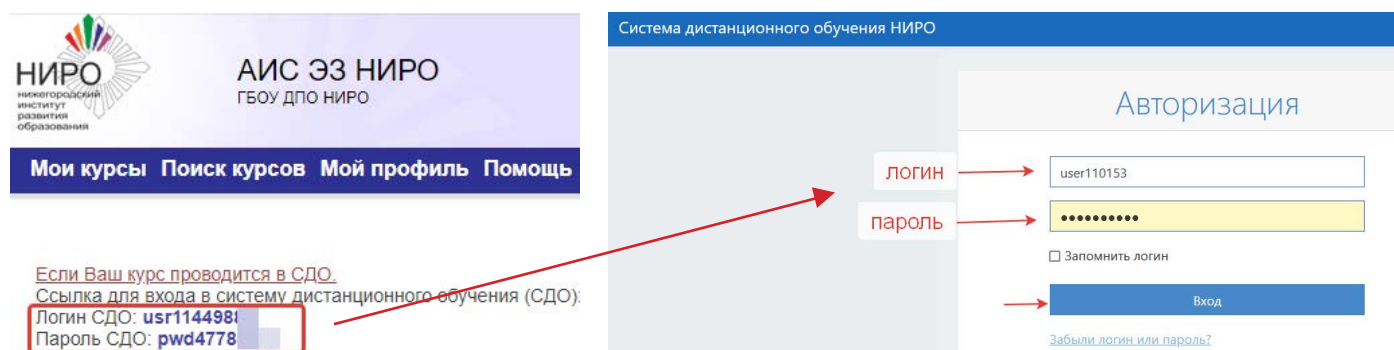 НИРО
нижегородский
институт
развития
образования
АИС ЭЗ НИРО
ГБОУ ДПО НИРО
Мои курсы Поиск курсов Мой профиль Помощь
Если Ваш курс проводится в СДО.
Ссылка для входа в систему дистанционного обучения (СДО):
Логин СДО:
Пароль СДО: pwd4778
Система дистанционного обучения НИРО
Авторизация
логин
user110153
пароль
Запомнить логин
Вход
Забыли логин или пароль?